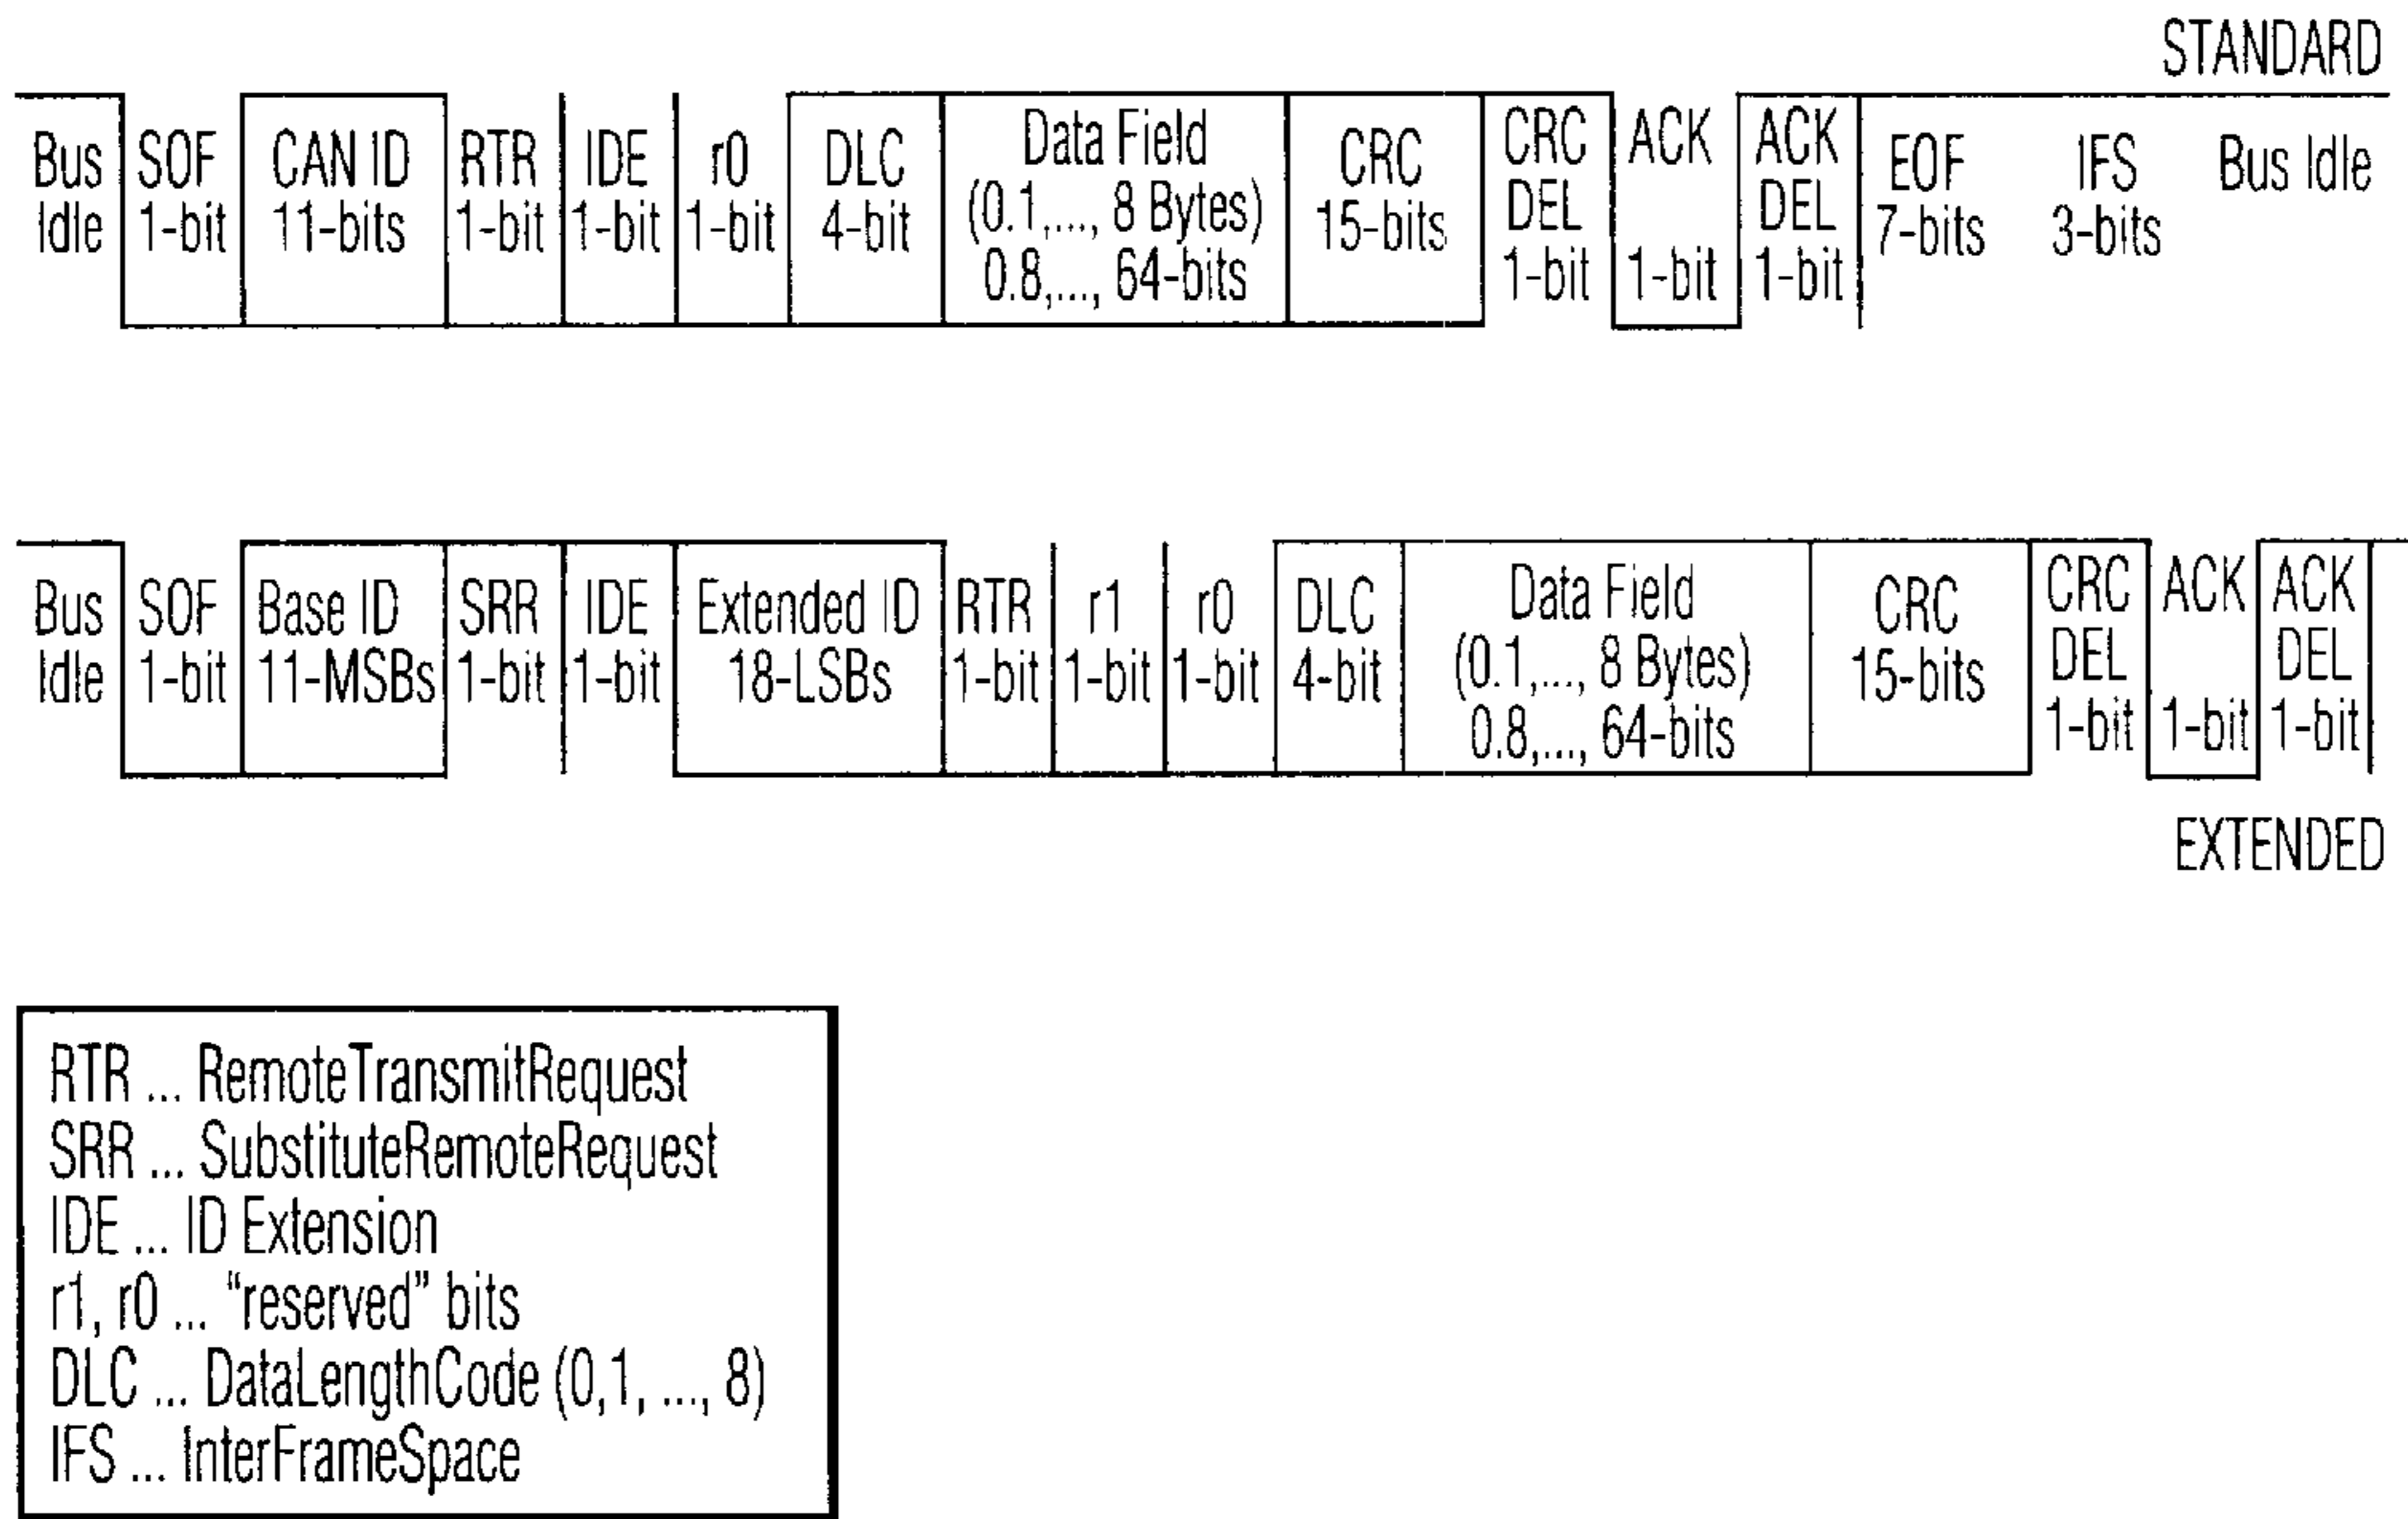 STANDARD
Bus Idle
SOF 1-bit
CAN ID 11-bits
RTR 1-bit
IDE 1-bit
r0 1-bit
DLC 4-bit
Data Field
(0.1,..., 8 Bytes)
0.8,..., 64-bits
CRC 15-bits
CRC DEL 1-bit
ACK 1-bit
ACK DEL 1-bit
EOF 7-bits
IFS 3-bits
Bus Idle
Bus Idle
SOF 1-bit
Base ID 11-MSBs
SRR 1-bit
IDE 1-bit
Extended ID 18-LSBs
RTR 1-bit
r1 1-bit
r0 1-bit
DLC 4-bit
Data Field
(0.1,..., 8 Bytes)
0.8,..., 64-bits
CRC 15-bits
CRC DEL 1-bit
ACK 1-bit
ACK DEL 1-bit
EXTENDED
RTR ... RemoteTransmitRequest
SRR ... SubstituteRemoteRequest
IDE ... ID Extension
r1, r0 ... “reserved” bits
DLC ... DataLengthCode (0,1, ..., 8)
IFS ... InterFrameSpace